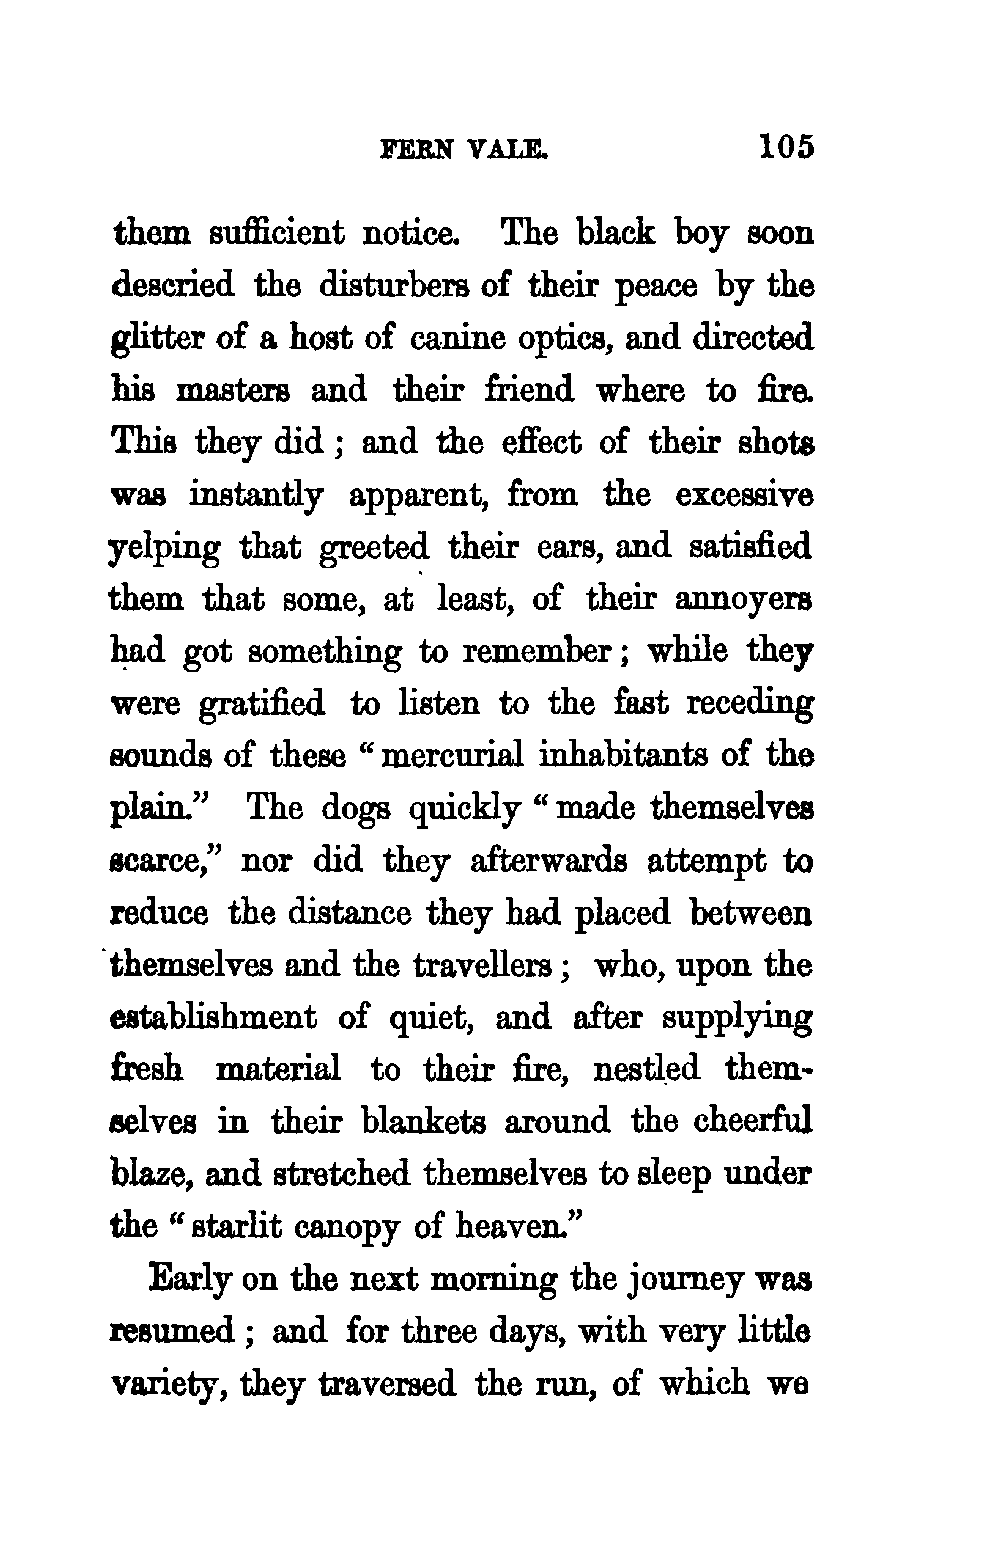 FERN VALE. 105
them sufficient notice. The black boy soon
descried the disturbers of their peace by the
glitter of a host of canine optics, and directed
his masters and their friend where to fire.
This they did ; and the effect of their shots
was instantly apparent, from the excessive
yelping that greeted their ears, and satisfied
them that some, at least, of their annoyers
had got something to remember ; while they
were gratified to listen to the fast receding
sounds of these “ mercurial inhabitants of the
plain.” The dogs quickly “ made themselves
scarce,” nor did they afterwards attempt to
reduce the distance they had placed between
themselves and the travellers ; who, upon the
establishment of quiet, and after supplying
fresh material to their fire, nestled them-
selves in their blankets around the cheerful
blaze, and stretched themselves to sleep under
the “ starlit canopy of heaven.”
Early on the next morning the journey was
resumed ; and for three days, with very little
variety, they traversed the run, of which we